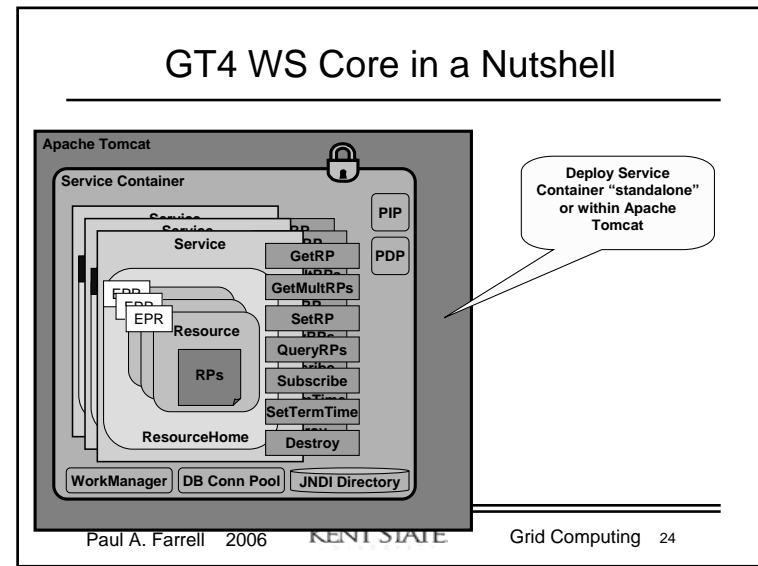 GT4 WS Core in a Nutshell
Apache Tomcat
Service Container
Service
Service
Service
PIP
PDP
GetRP
GetMultRPs
SetRP
QueryRPs
Subscribe
SetTermTime
Destroy
EPR
EPR
EPR
Resource
RPs
ResourceHome
WorkManager
DB Conn Pool
JNDI Directory
Deploy Service
Container “standalone”
or within Apache
Tomcat
Paul A. Farrell 2006
KENT STATE
Grid Computing 24